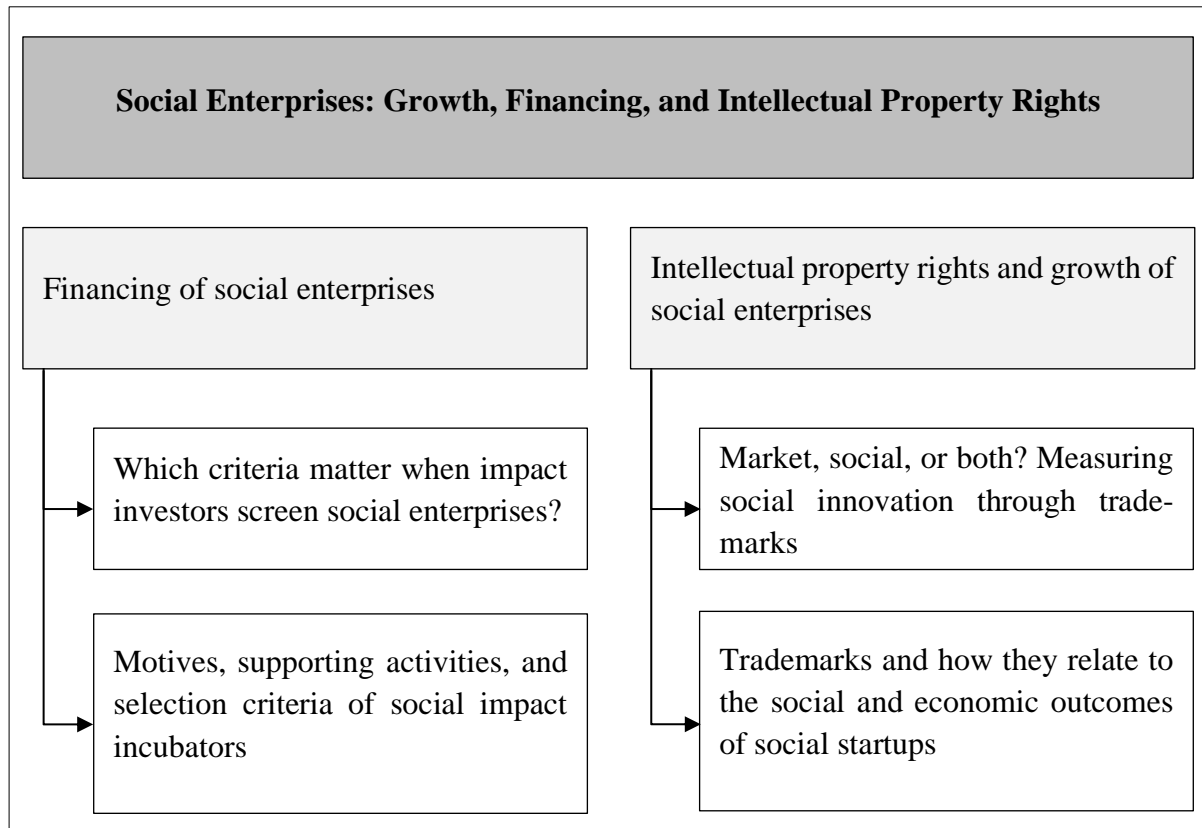 Social Enterprises: Growth, Financing, and Intellectual Property Rights
Financing of social enterprises
Which criteria matter when impact
investors screen social enterprises?
Motives, supporting activities, and
selection criteria of social impact
incubators
Intellectual property rights and growth of
social enterprises
Market, social, or both? Measuring
social innovation through trade-
marks
Trademarks and how they relate to
the social and economic outcomes
of social startups